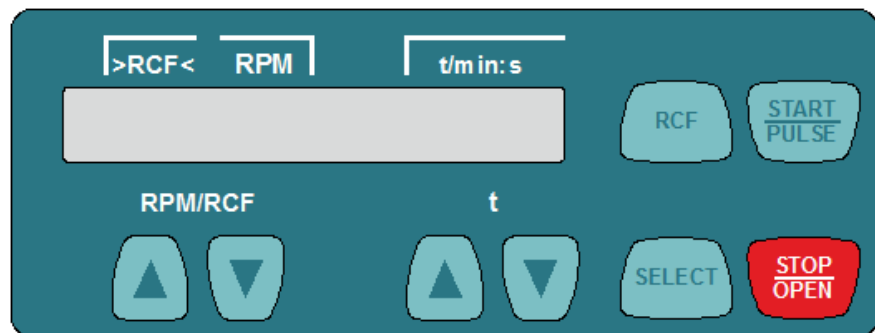 >RCF< RPM t/min:s
RCF
START
PULSE
RPM/RCF t
SELECT
STOP
OPEN